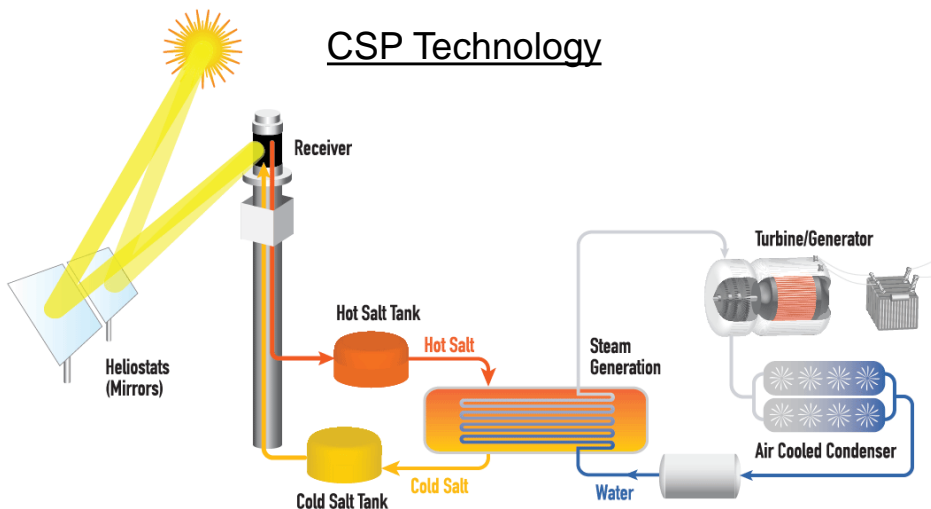 CSP Technology
Receiver
Turbine/Generator
Hot Salt Tank
Hot Salt
Steam
Generation
Heliostats
(Mirrors)
Air Cooled Condenser
Cold Salt
Water
Cold Salt Tank